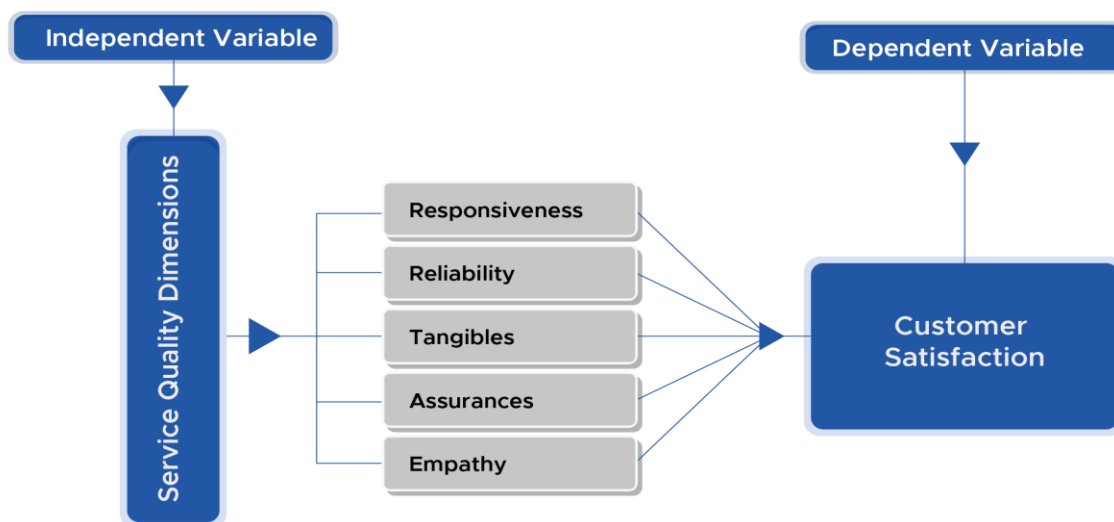 Independent Variable
Dependent Variable
Service Quality Dimensions
Responsiveness
Reliability
Tangibles
Assurances
Empathy
Customer
Satisfaction